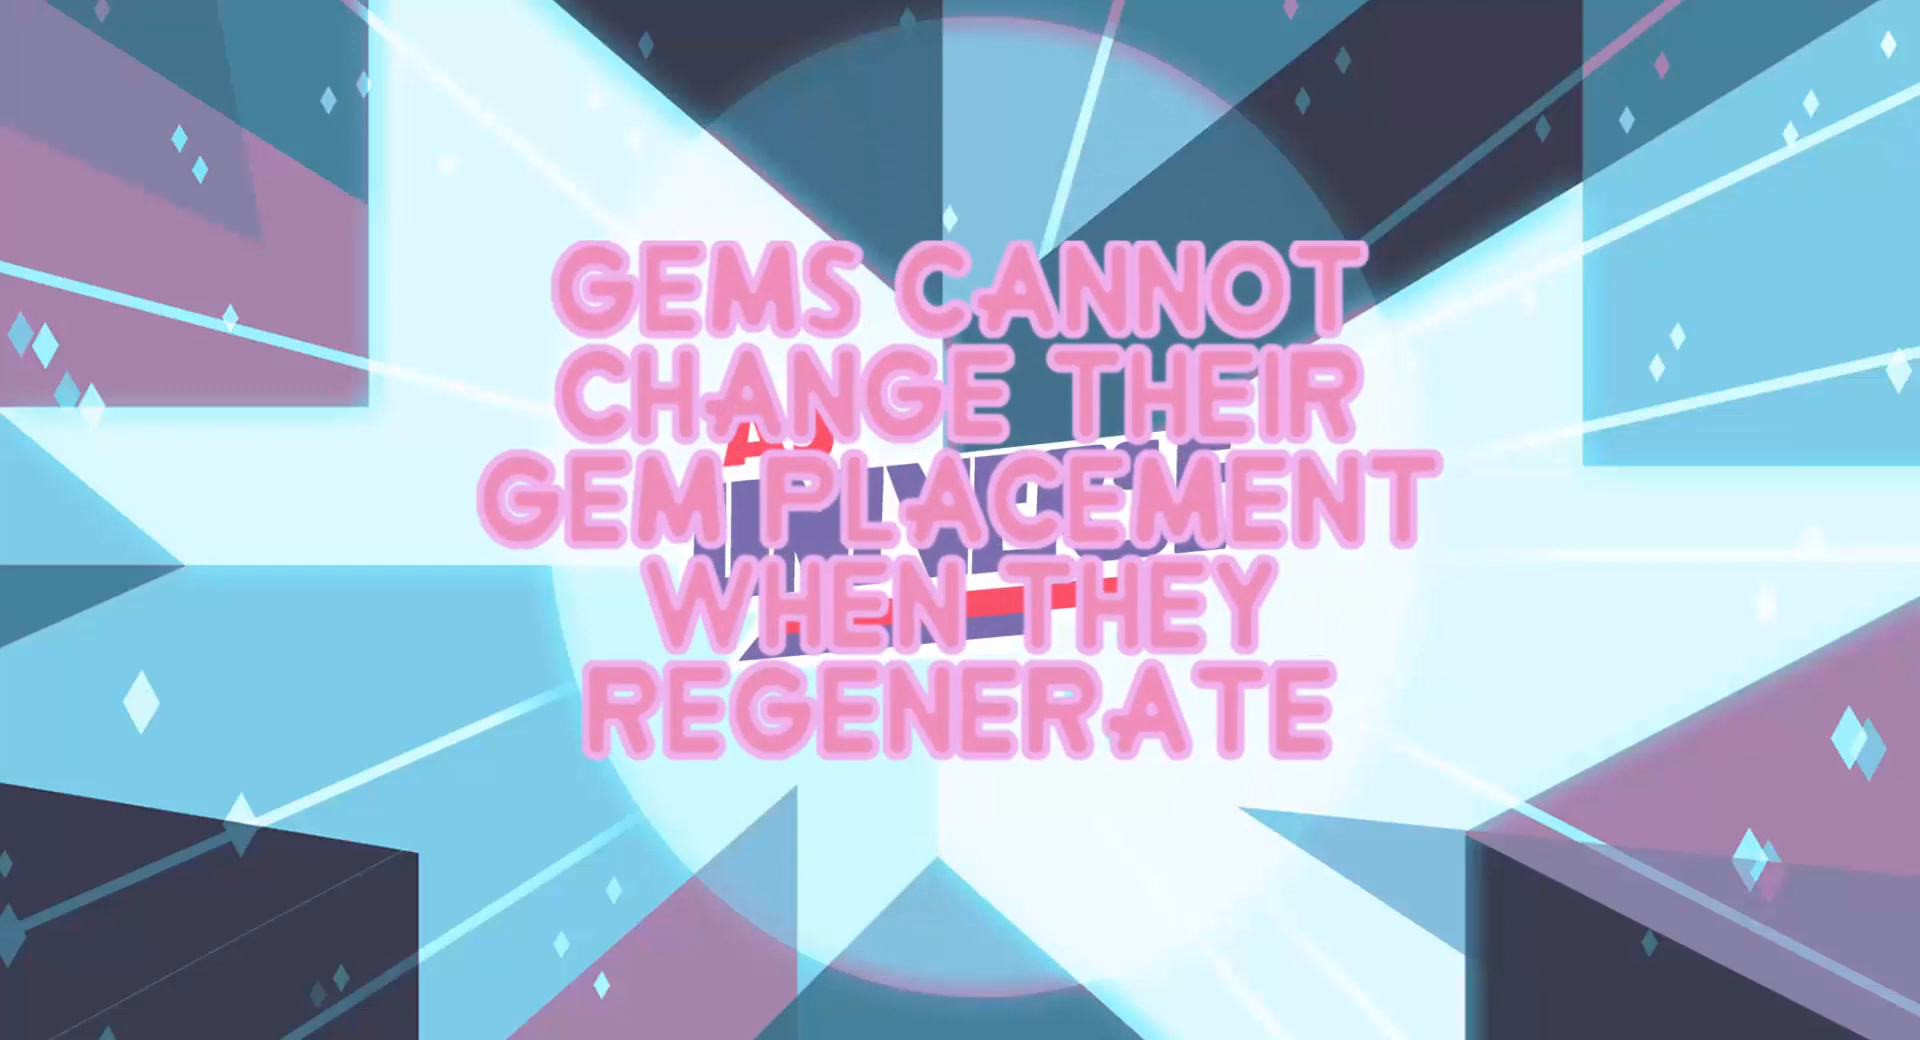 GEMS CANNOT
CHANGE THEIR
GEM PLACEMENT
WHEN THEY
REGENERATE